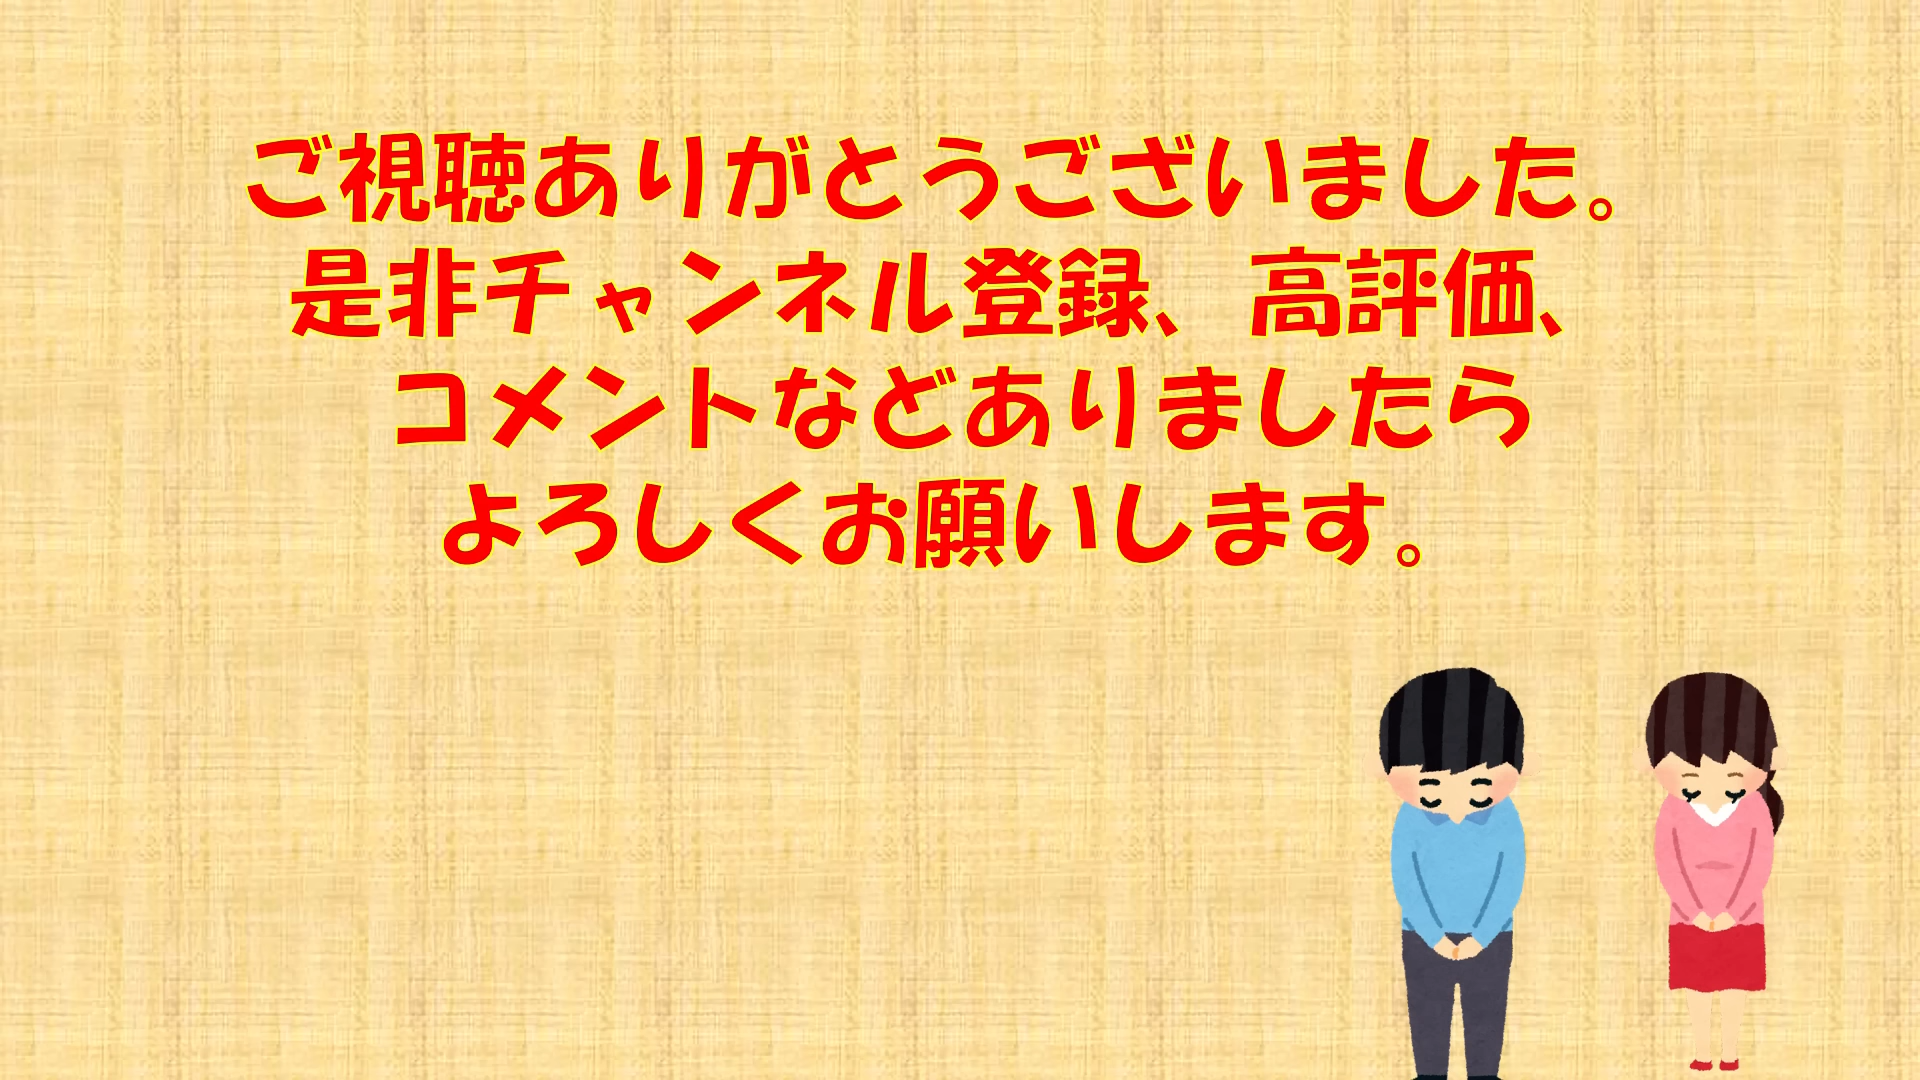 ご視聴ありがとうございました。
是非チャンネル登録、高評価、
コメントなどありましたら
よろしくお願いします。